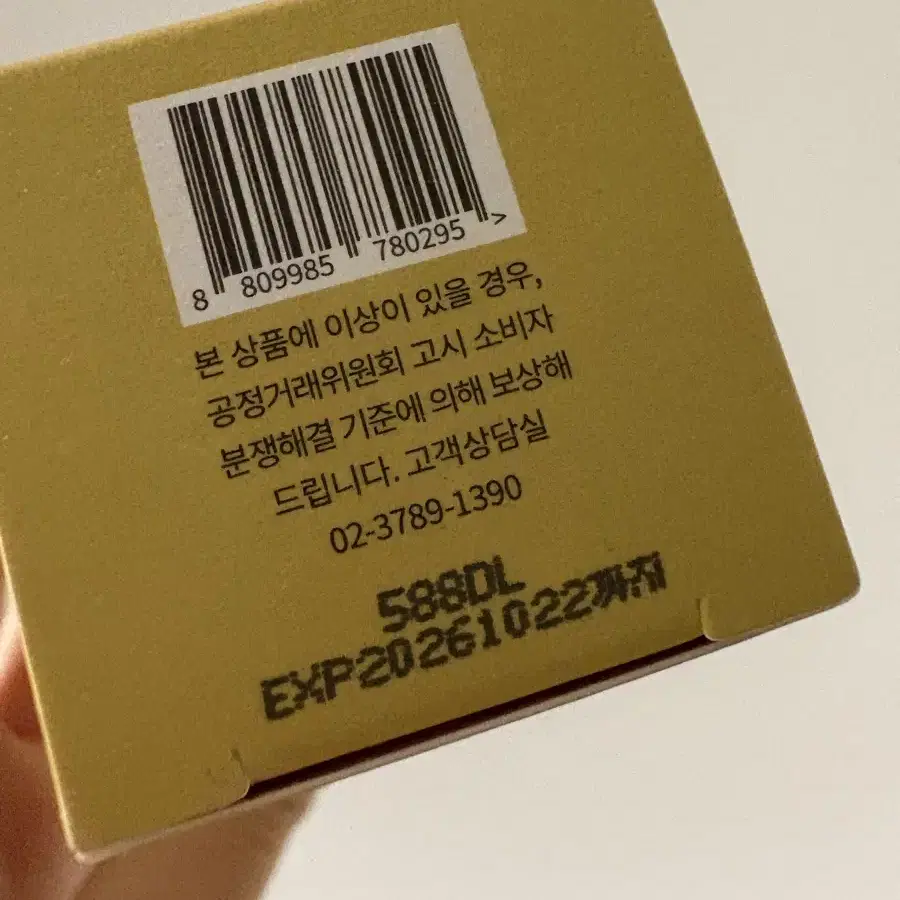 8 809985 780295 >
본 상품에 이상이 있을 경우,
공정거래위원회 고시 소비자
분쟁해결 기준에 의해 보상해
드립니다. 고객상담실
02-3789-1390
588DL
EXP20261022까지